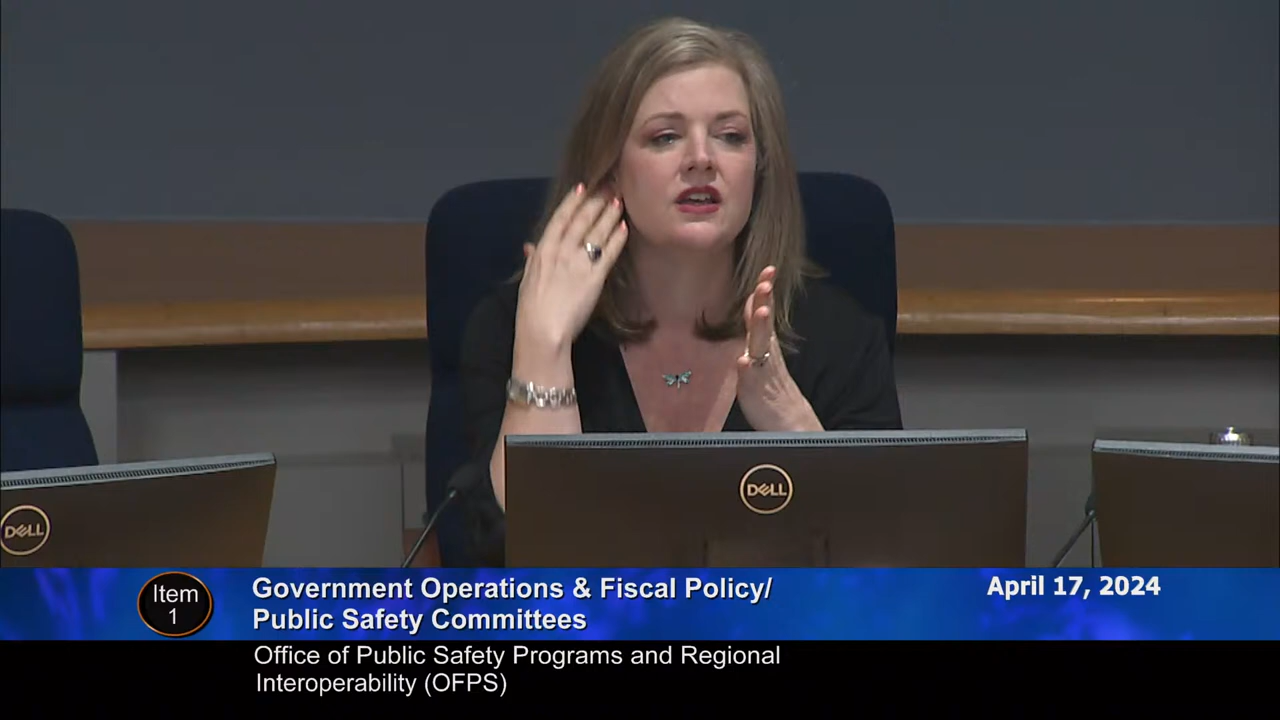 DELL
DELL
Item
1
Government Operations & Fiscal Policy/
Public Safety Committees
April 17, 2024
Office of Public Safety Programs and Regional
Interoperability (OFPS)